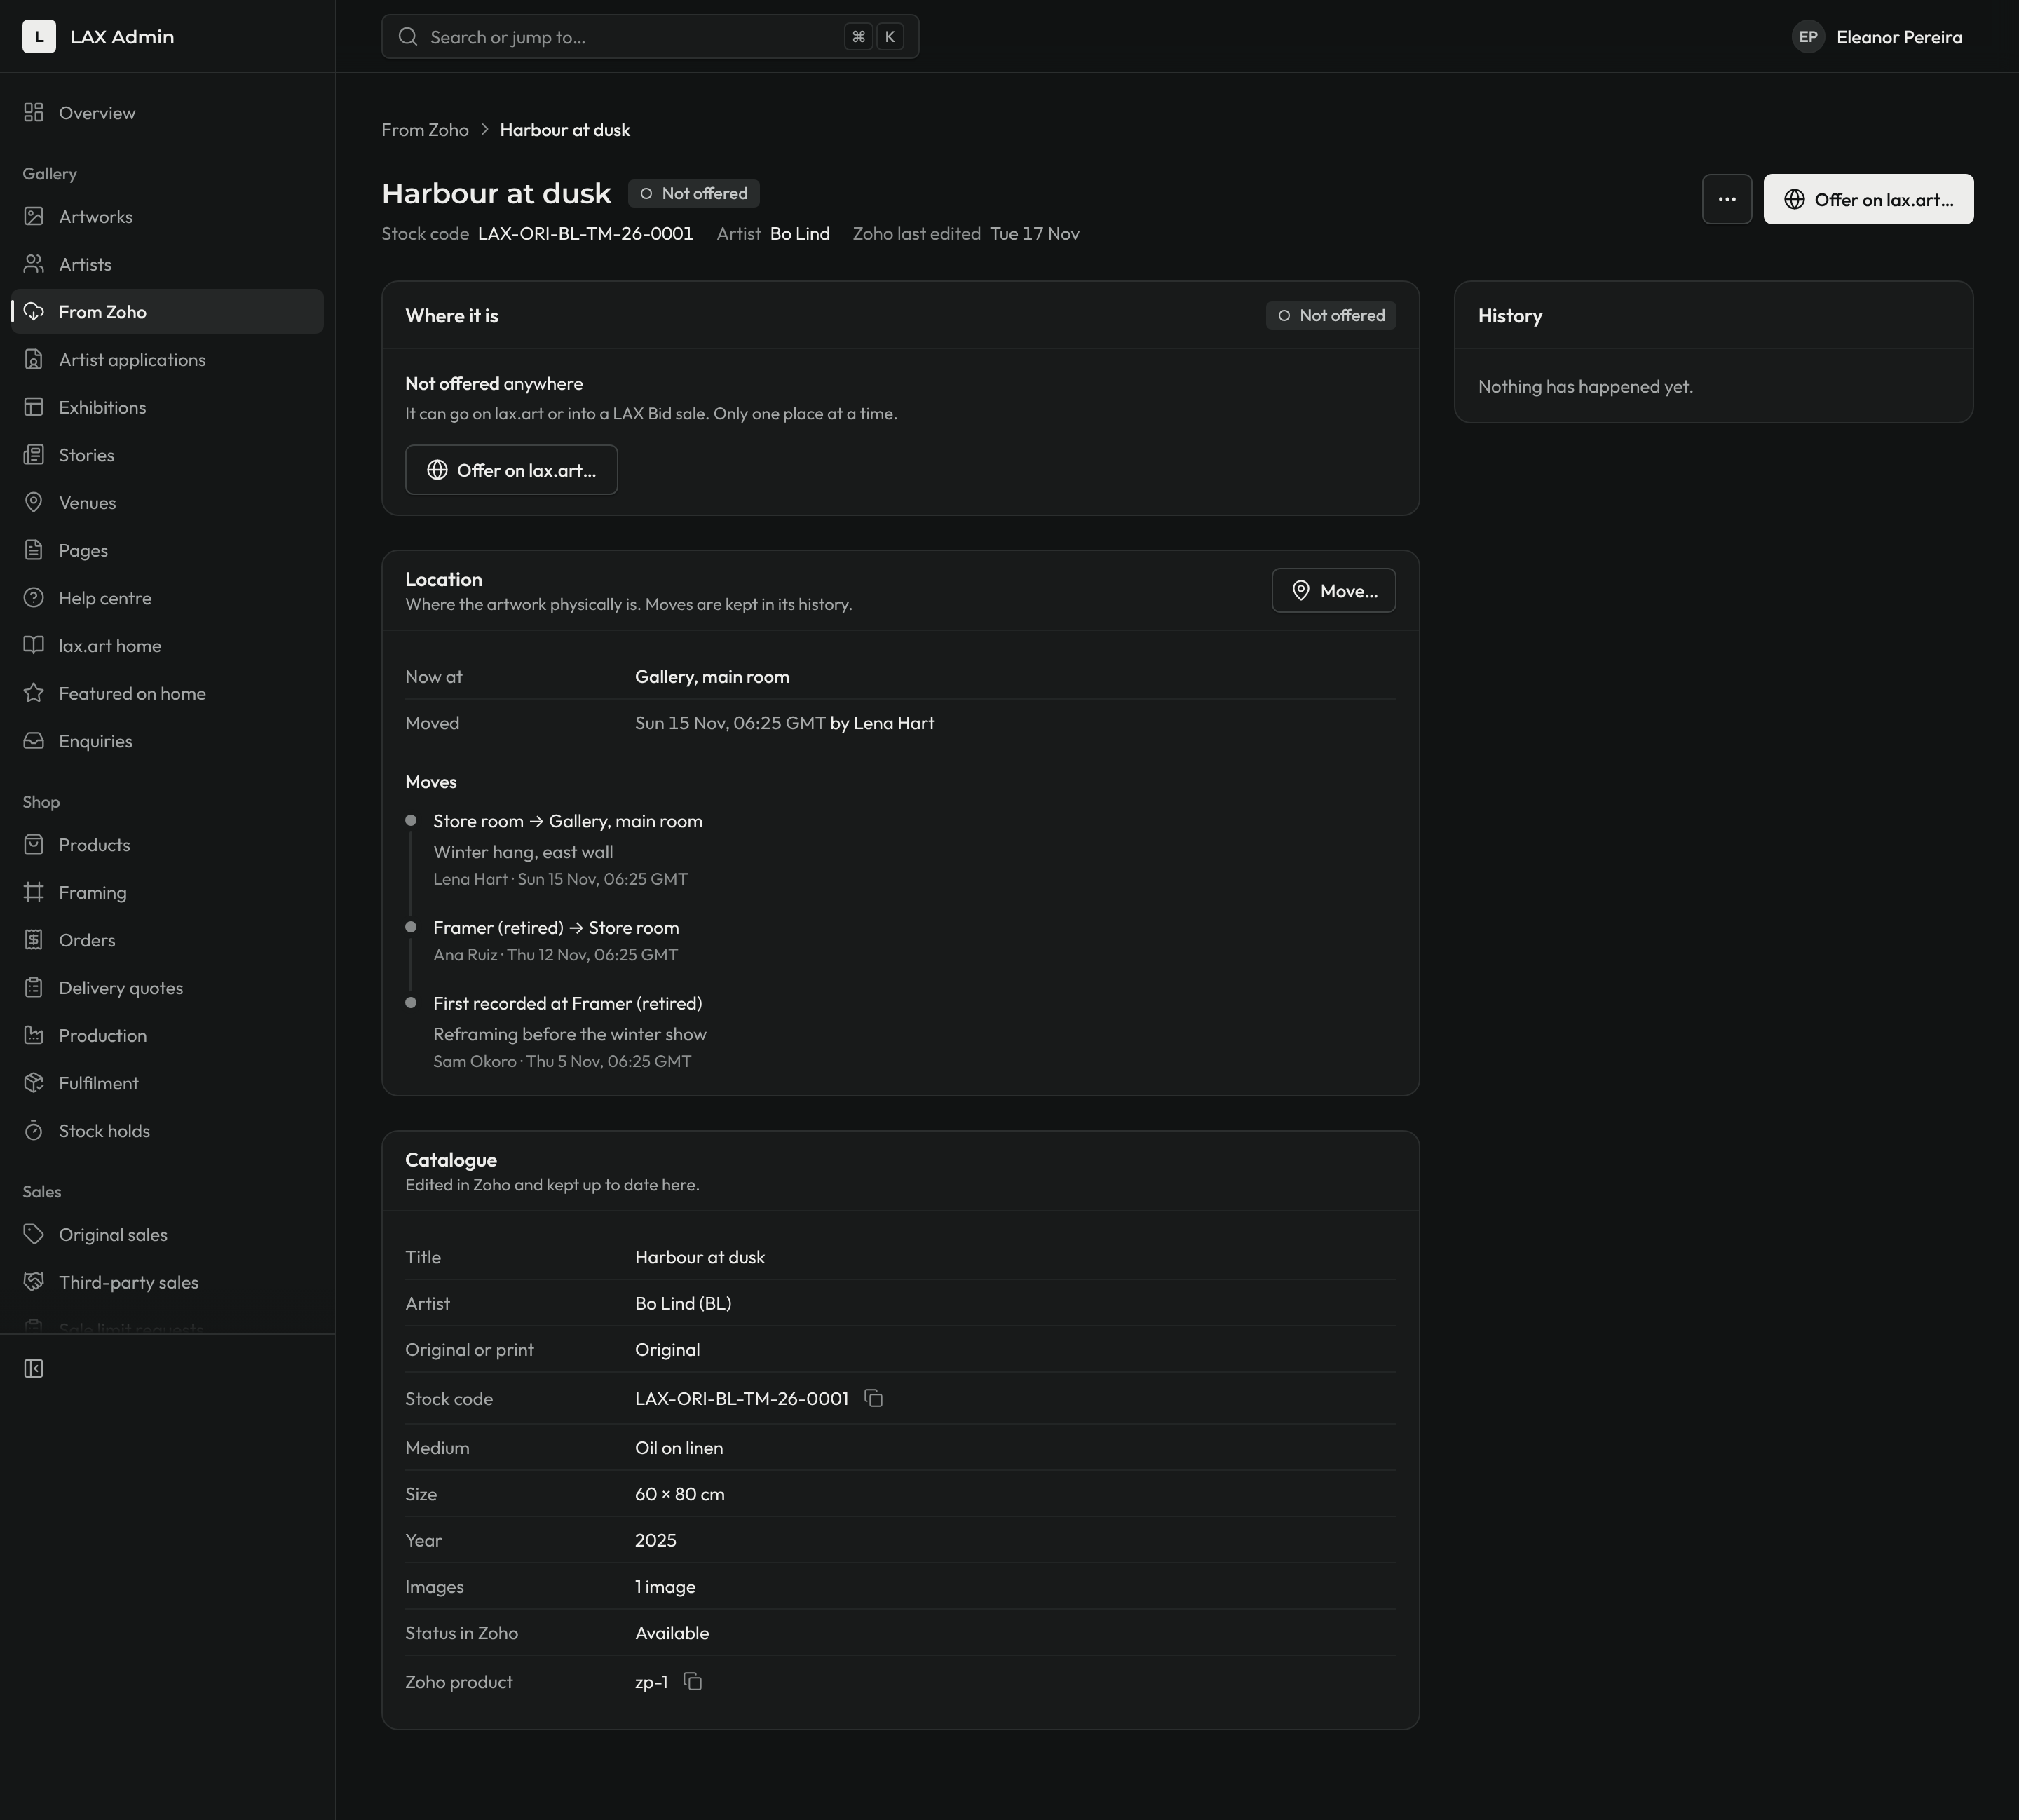 L LAX Admin
Search or jump to...
⌘ K
EP Eleanor Pereira
Overview
Gallery
Artworks
Artists
From Zoho
Artist applications
Exhibitions
Stories
Venues
Pages
Help centre
lax.art home
Featured on home
Enquiries
Shop
Products
Framing
Orders
Delivery quotes
Production
Fulfilment
Stock holds
Sales
Original sales
Third-party sales
Sale limit requests
From Zoho > Harbour at dusk
Harbour at dusk
Not offered
... Offer on lax.art...
Stock code LAX-ORI-BL-TM-26-0001 Artist Bo Lind Zoho last edited Tue 17 Nov
Where it is
Not offered
Not offered anywhere
It can go on lax.art or into a LAX Bid sale. Only one place at a time.
Offer on lax.art...
History
Nothing has happened yet.
Location
Where the artwork physically is. Moves are kept in its history.
Move...
Now at Gallery, main room
Moved Sun 15 Nov, 06:25 GMT by Lena Hart
Moves
Store room → Gallery, main room
Winter hang, east wall
Lena Hart · Sun 15 Nov, 06:25 GMT
Framer (retired) → Store room
Ana Ruiz · Thu 12 Nov, 06:25 GMT
First recorded at Framer (retired)
Reframing before the winter show
Sam Okoro · Thu 5 Nov, 06:25 GMT
Catalogue
Edited in Zoho and kept up to date here.
Title Harbour at dusk
Artist Bo Lind (BL)
Original or print Original
Stock code LAX-ORI-BL-TM-26-0001
Medium Oil on linen
Size 60 × 80 cm
Year 2025
Images 1 image
Status in Zoho Available
Zoho product zp-1